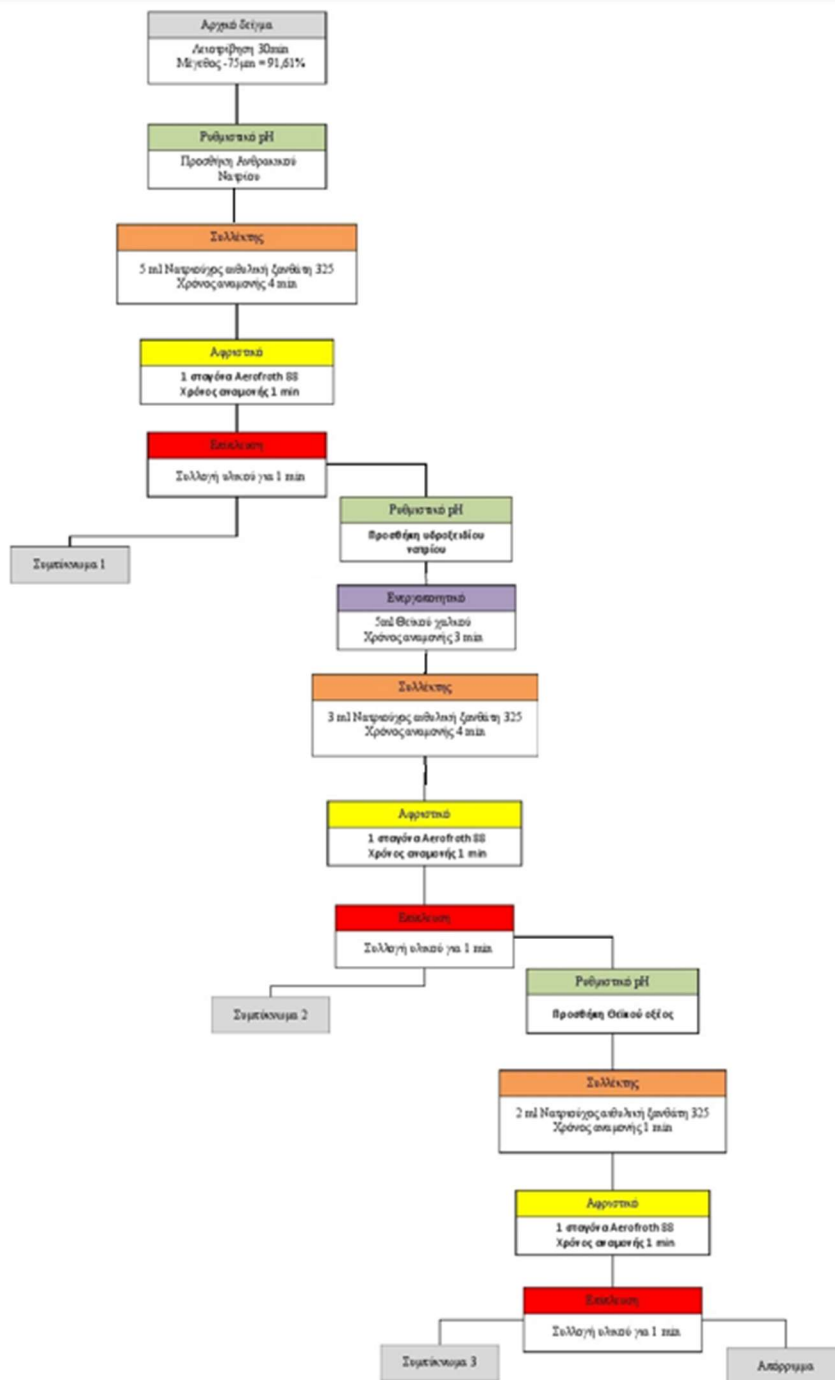 Αρχικό δείγμα
Λειοτρίβηση 30min
Μέγεθος -75μm = 91,61%
Ρυθμιστικό pH
Προσθήκη Ανθρακικού
Νατρίου
Συλλέκτης
5 ml Νατριούχος αιθυλική ξανθάτη 325
Χρόνος αναμονής 4 min
Αφριστικό
1 σταγόνα Aerofroth 88
Χρόνος αναμονής 1 min
Επίπλευση
Συλλογή υλικού για 1 min
Συμπύκνωμα 1
Ρυθμιστικό pH
Προσθήκη υδροξειδίου
νατρίου
Ενεργοποιητικό
5ml Θεϊκού χαλκού
Χρόνος αναμονής 3 min
Συλλέκτης
3 ml Νατριούχος αιθυλική ξανθάτη 325
Χρόνος αναμονής 4 min
Αφριστικό
1 σταγόνα Aerofroth 88
Χρόνος αναμονής 1 min
Επίπλευση
Συλλογή υλικού για 1 min
Συμπύκνωμα 2
Ρυθμιστικό pH
Προσθήκη Θεϊκού οξέος
Συλλέκτης
2 ml Νατριούχος αιθυλική ξανθάτη 325
Χρόνος αναμονής 1 min
Αφριστικό
1 σταγόνα Aerofroth 88
Χρόνος αναμονής 1 min
Επίπλευση
Συλλογή υλικού για 1 min
Συμπύκνωμα 3
Απόρριμμα